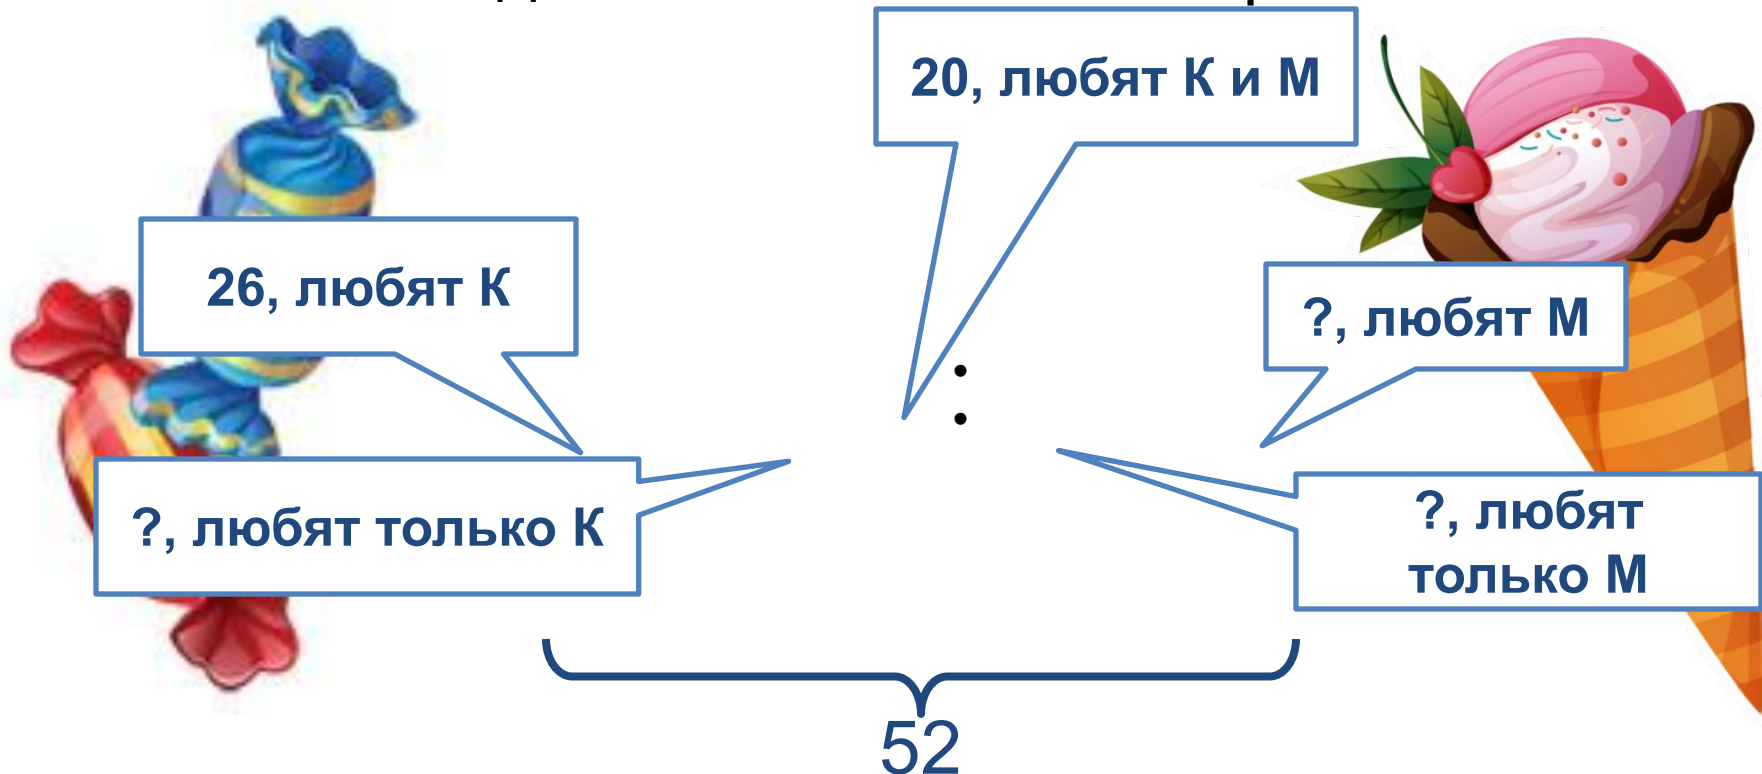 20, любят К и М
26, любят К
?, любят М
?, любят только К
?, любят
только М
52